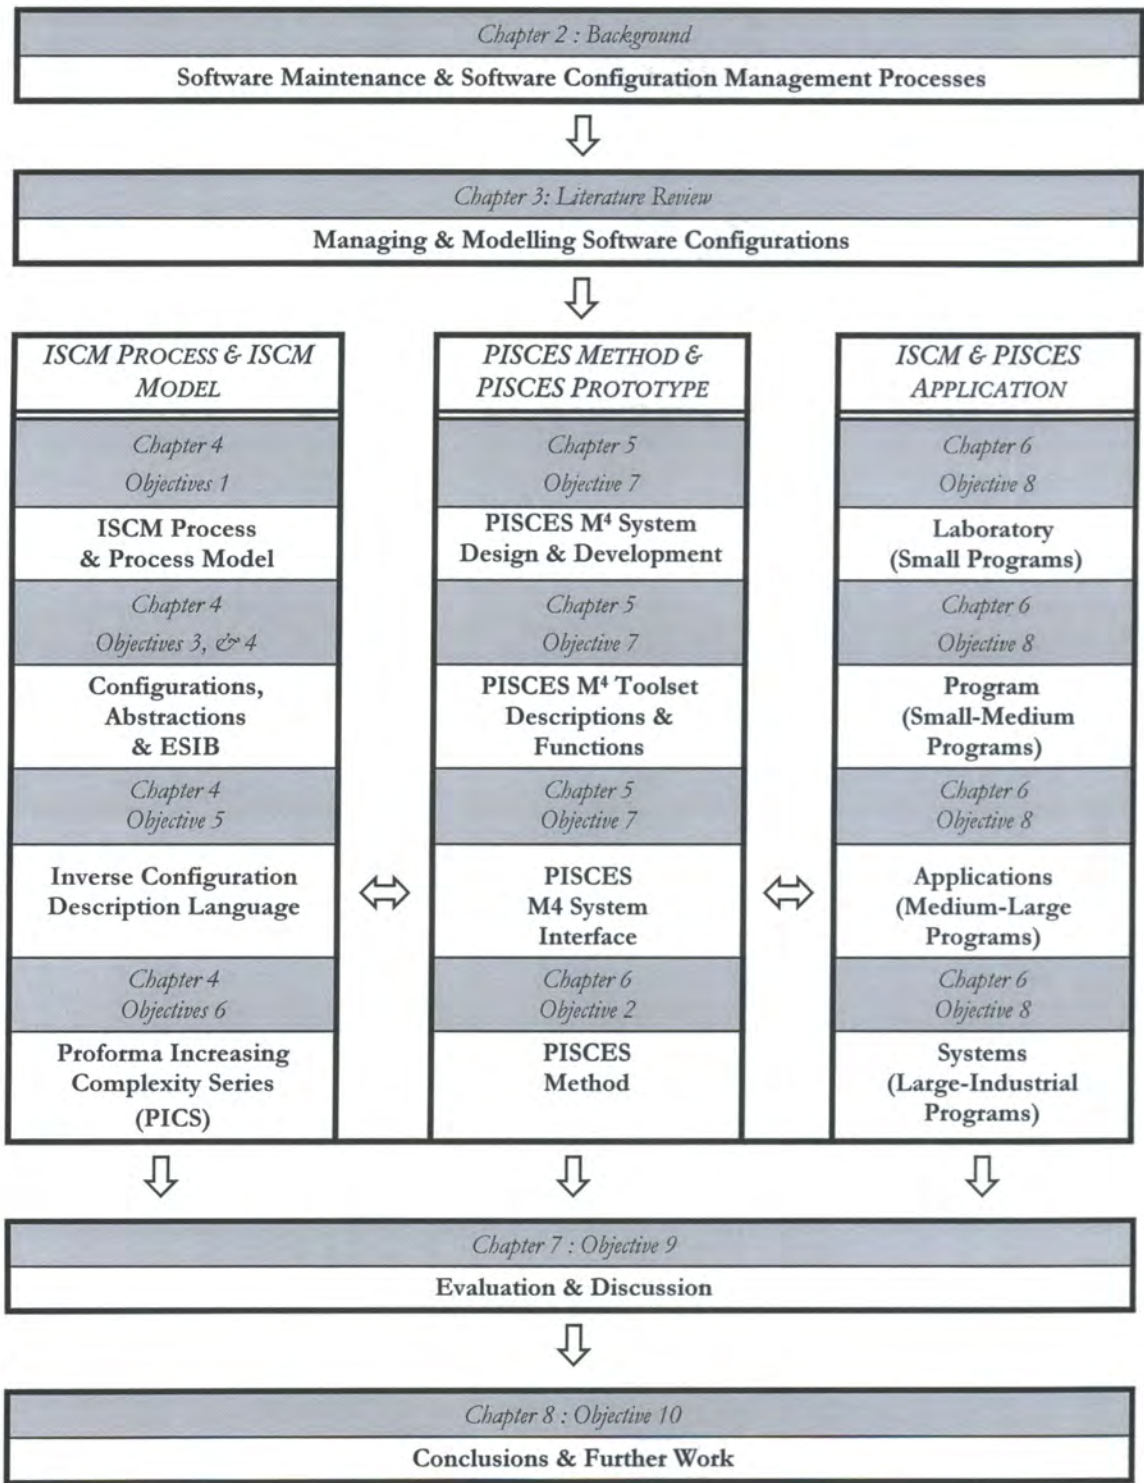 Chapter 2 : Background
Software Maintenance & Software Configuration Management Processes
Chapter 3: Literature Review
Managing & Modelling Software Configurations
ISCM PROCESS & ISCM
MODEL
Chapter 4
Objectives 1
ISCM Process
& Process Model
Chapter 4
Objectives 3, & 4
Configurations,
Abstractions
& ESIB
Chapter 4
Objective 5
Inverse Configuration
Description Language
Chapter 4
Objectives 6
Proforma Increasing
Complexity Series
(PICS)
PISCES METHOD &
PISCES PROTOTYPE
Chapter 5
Objective 7
PISCES M⁴ System
Design & Development
Chapter 5
Objective 7
PISCES M⁴ Toolset
Descriptions &
Functions
Chapter 5
Objective 7
PISCES
M4 System
Interface
Chapter 6
Objective 2
PISCES
Method
ISCM & PISCES
APPLICATION
Chapter 6
Objective 8
Laboratory
(Small Programs)
Chapter 6
Objective 8
Program
(Small-Medium
Programs)
Chapter 6
Objective 8
Applications
(Medium-Large
Programs)
Chapter 6
Objective 8
Systems
(Large-Industrial
Programs)
Chapter 7 : Objective 9
Evaluation & Discussion
Chapter 8 : Objective 10
Conclusions & Further Work